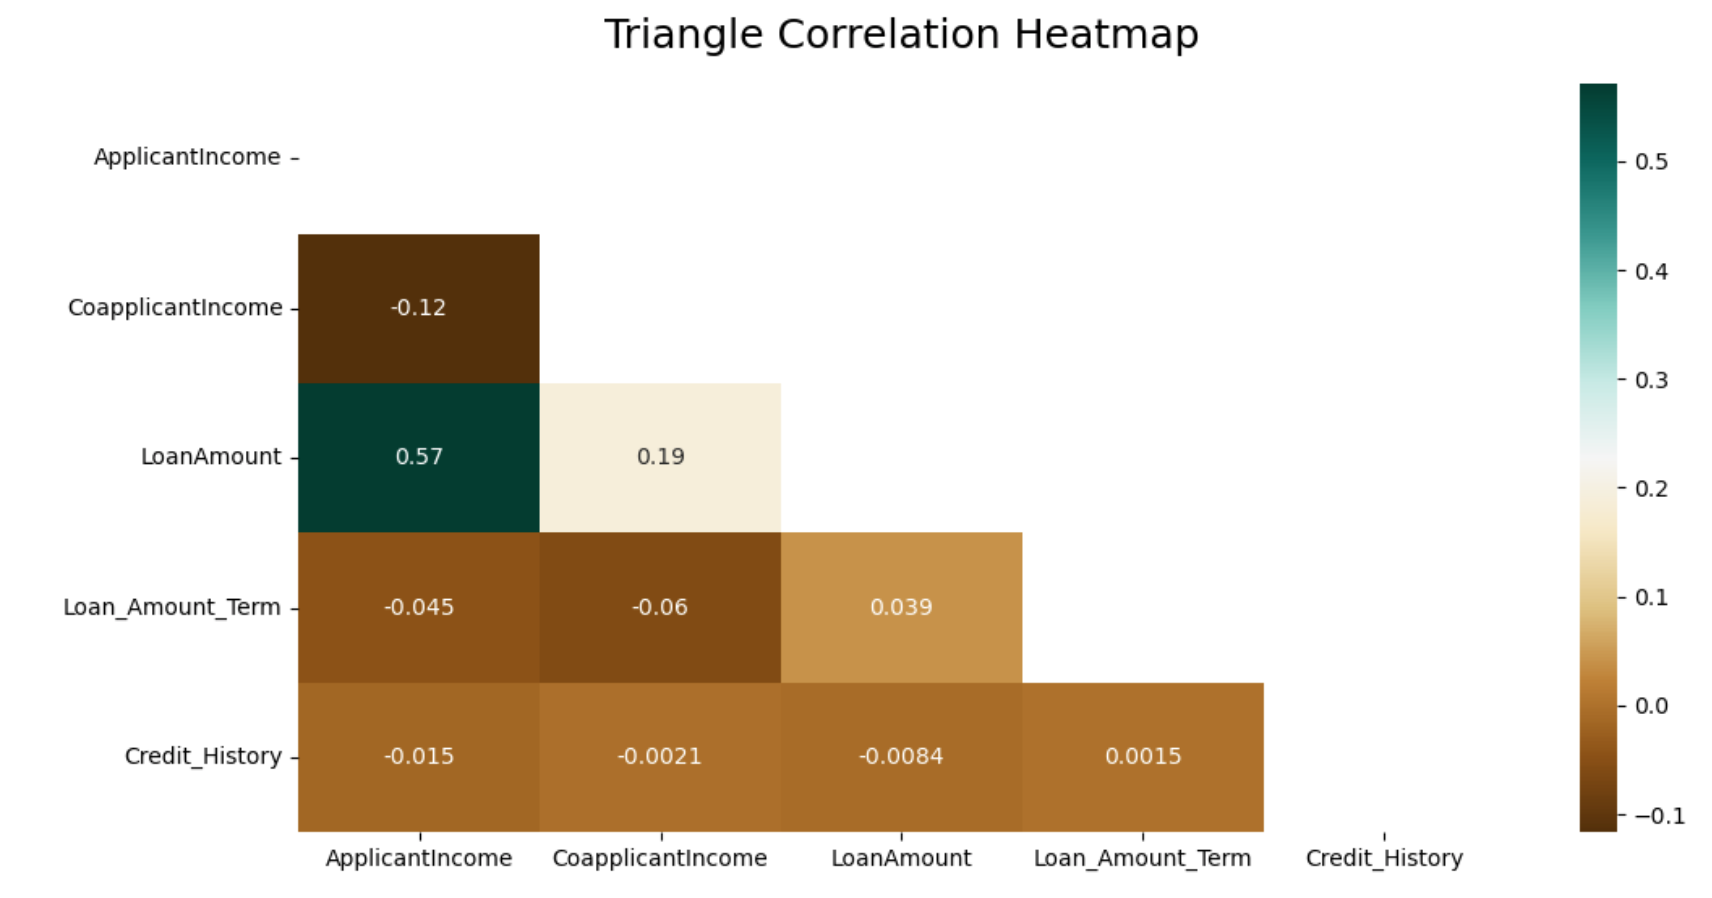 Triangle Correlation Heatmap
ApplicantIncome
CoapplicantIncome -0.12
LoanAmount 0.57 0.19
Loan_Amount_Term -0.045 -0.06 0.039
Credit_History -0.015 -0.0021 -0.0084 0.0015
ApplicantIncome CoapplicantIncome LoanAmount Loan_Amount_Term Credit_History
0.5
0.4
0.3
0.2
0.1
0.0
−0.1